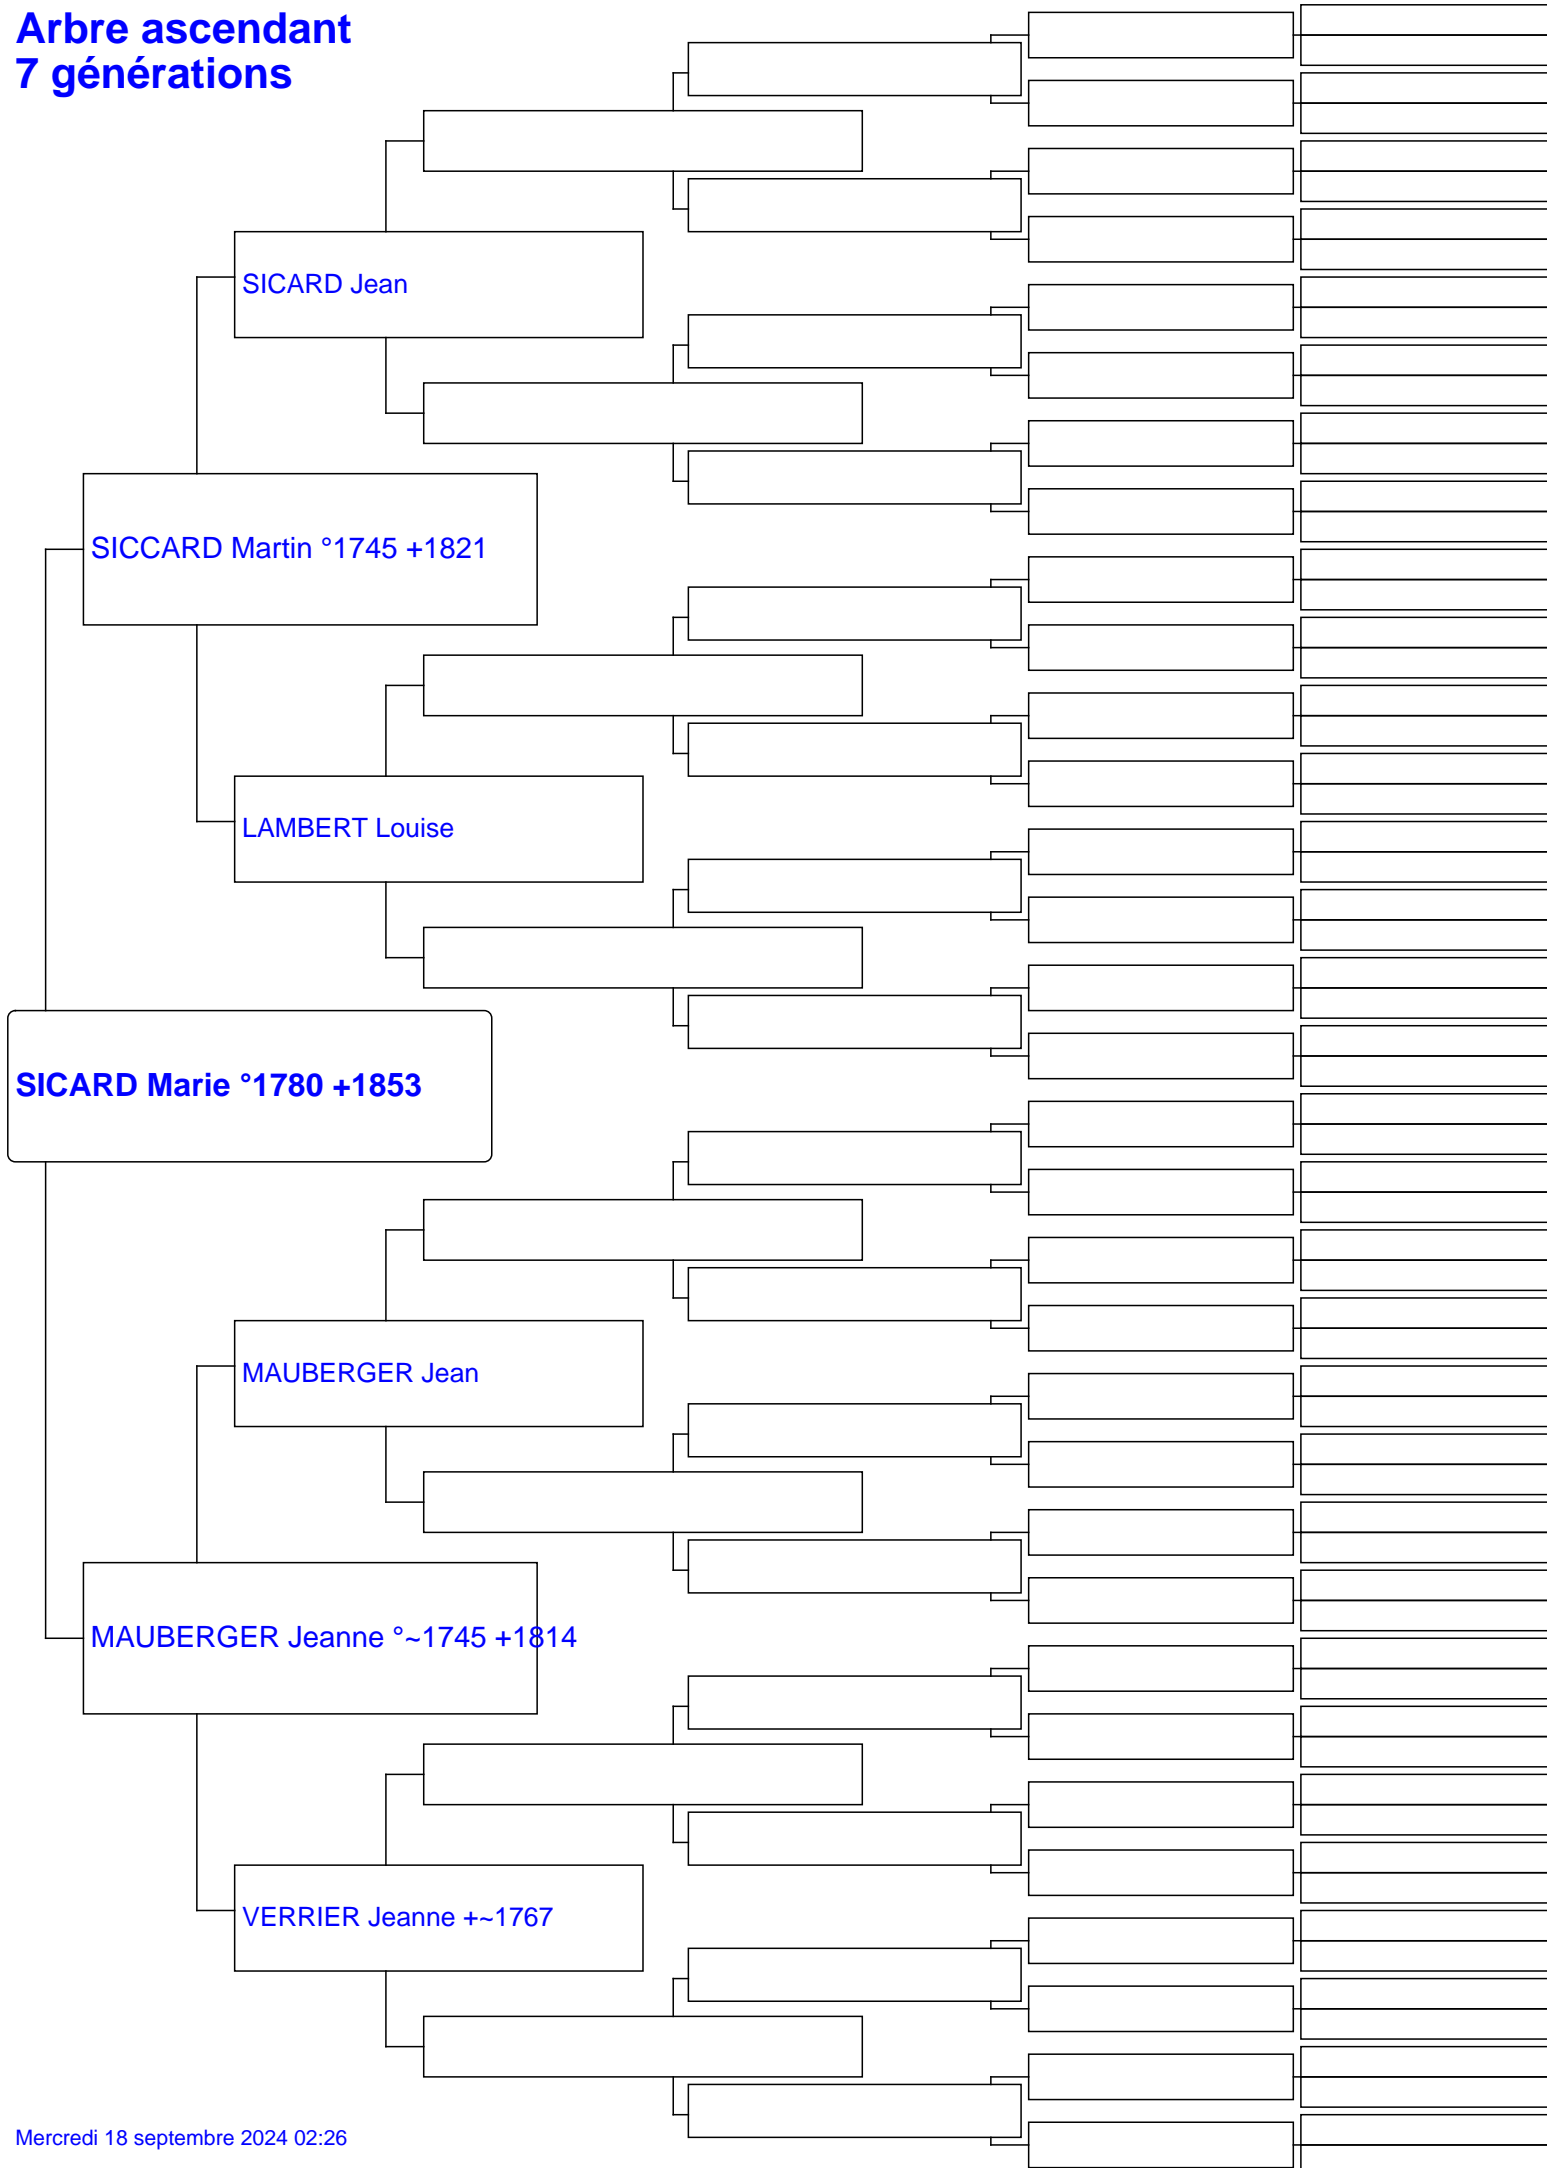 Arbre ascendant
7 générations
SICARD Jean
SICCARD Martin °1745 +1821
LAMBERT Louise
SICARD Marie °1780 +1853
MAUBERGER Jean
MAUBERGER Jeanne °~1745 +1814
VERRIER Jeanne +~1767
Mercredi 18 septembre 2024 02:26